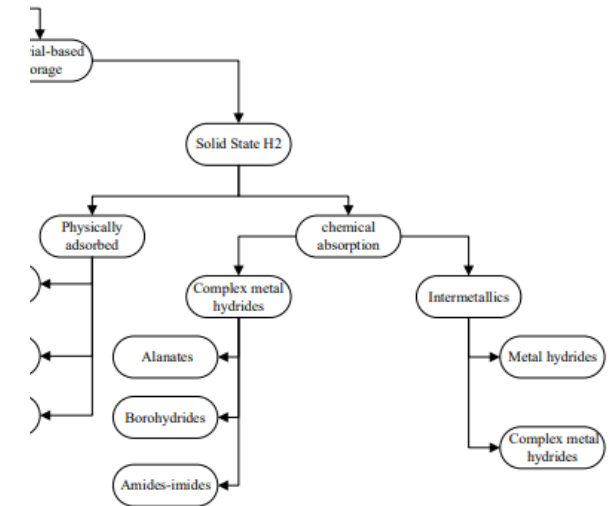 ial-based
orage
Solid State H2
Physically
adsorbed
chemical
absorption
Complex metal
hydrides
Intermetallics
Alanates
Metal hydrides
Borohydrides
Complex metal
hydrides
Amides-imides